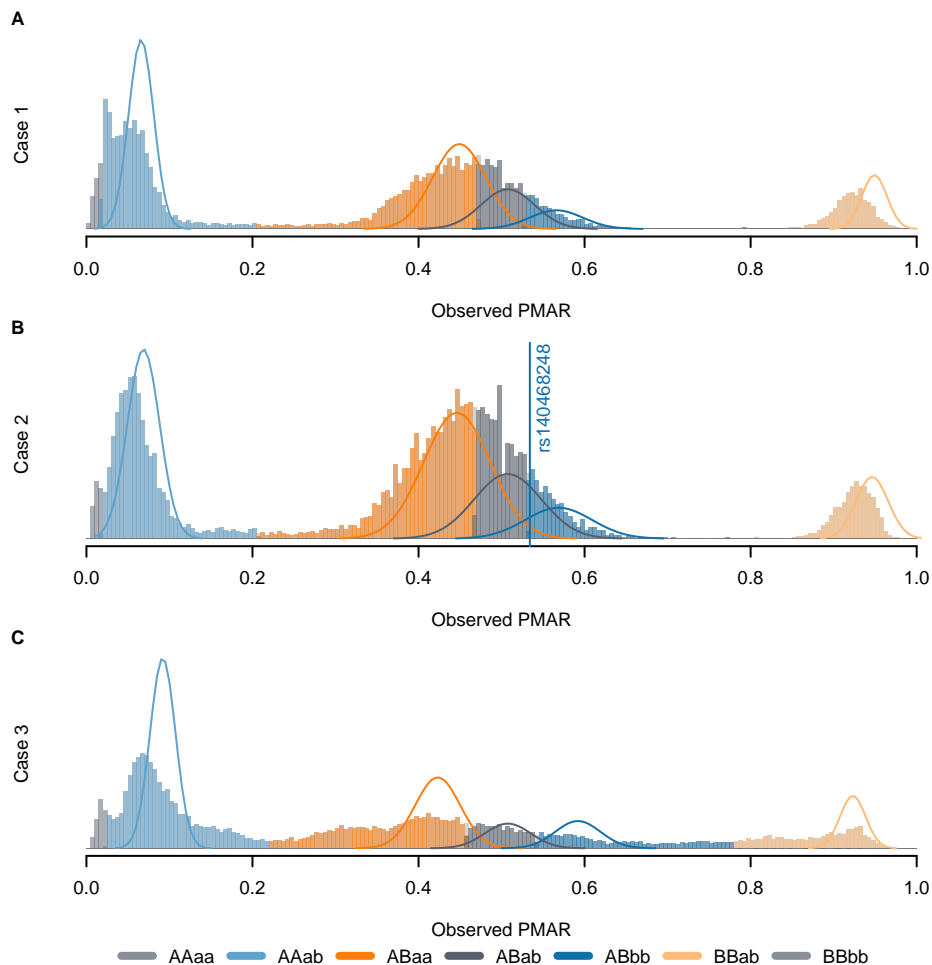 A
Case 1
0.0 0.2 0.4 0.6 0.8 1.0
Observed PMAR
B
Case 2
rs140468248
0.0 0.2 0.4 0.6 0.8 1.0
Observed PMAR
C
Case 3
0.0 0.2 0.4 0.6 0.8 1.0
Observed PMAR
AAaa AAab ABaa ABab ABbb BBab BBbb